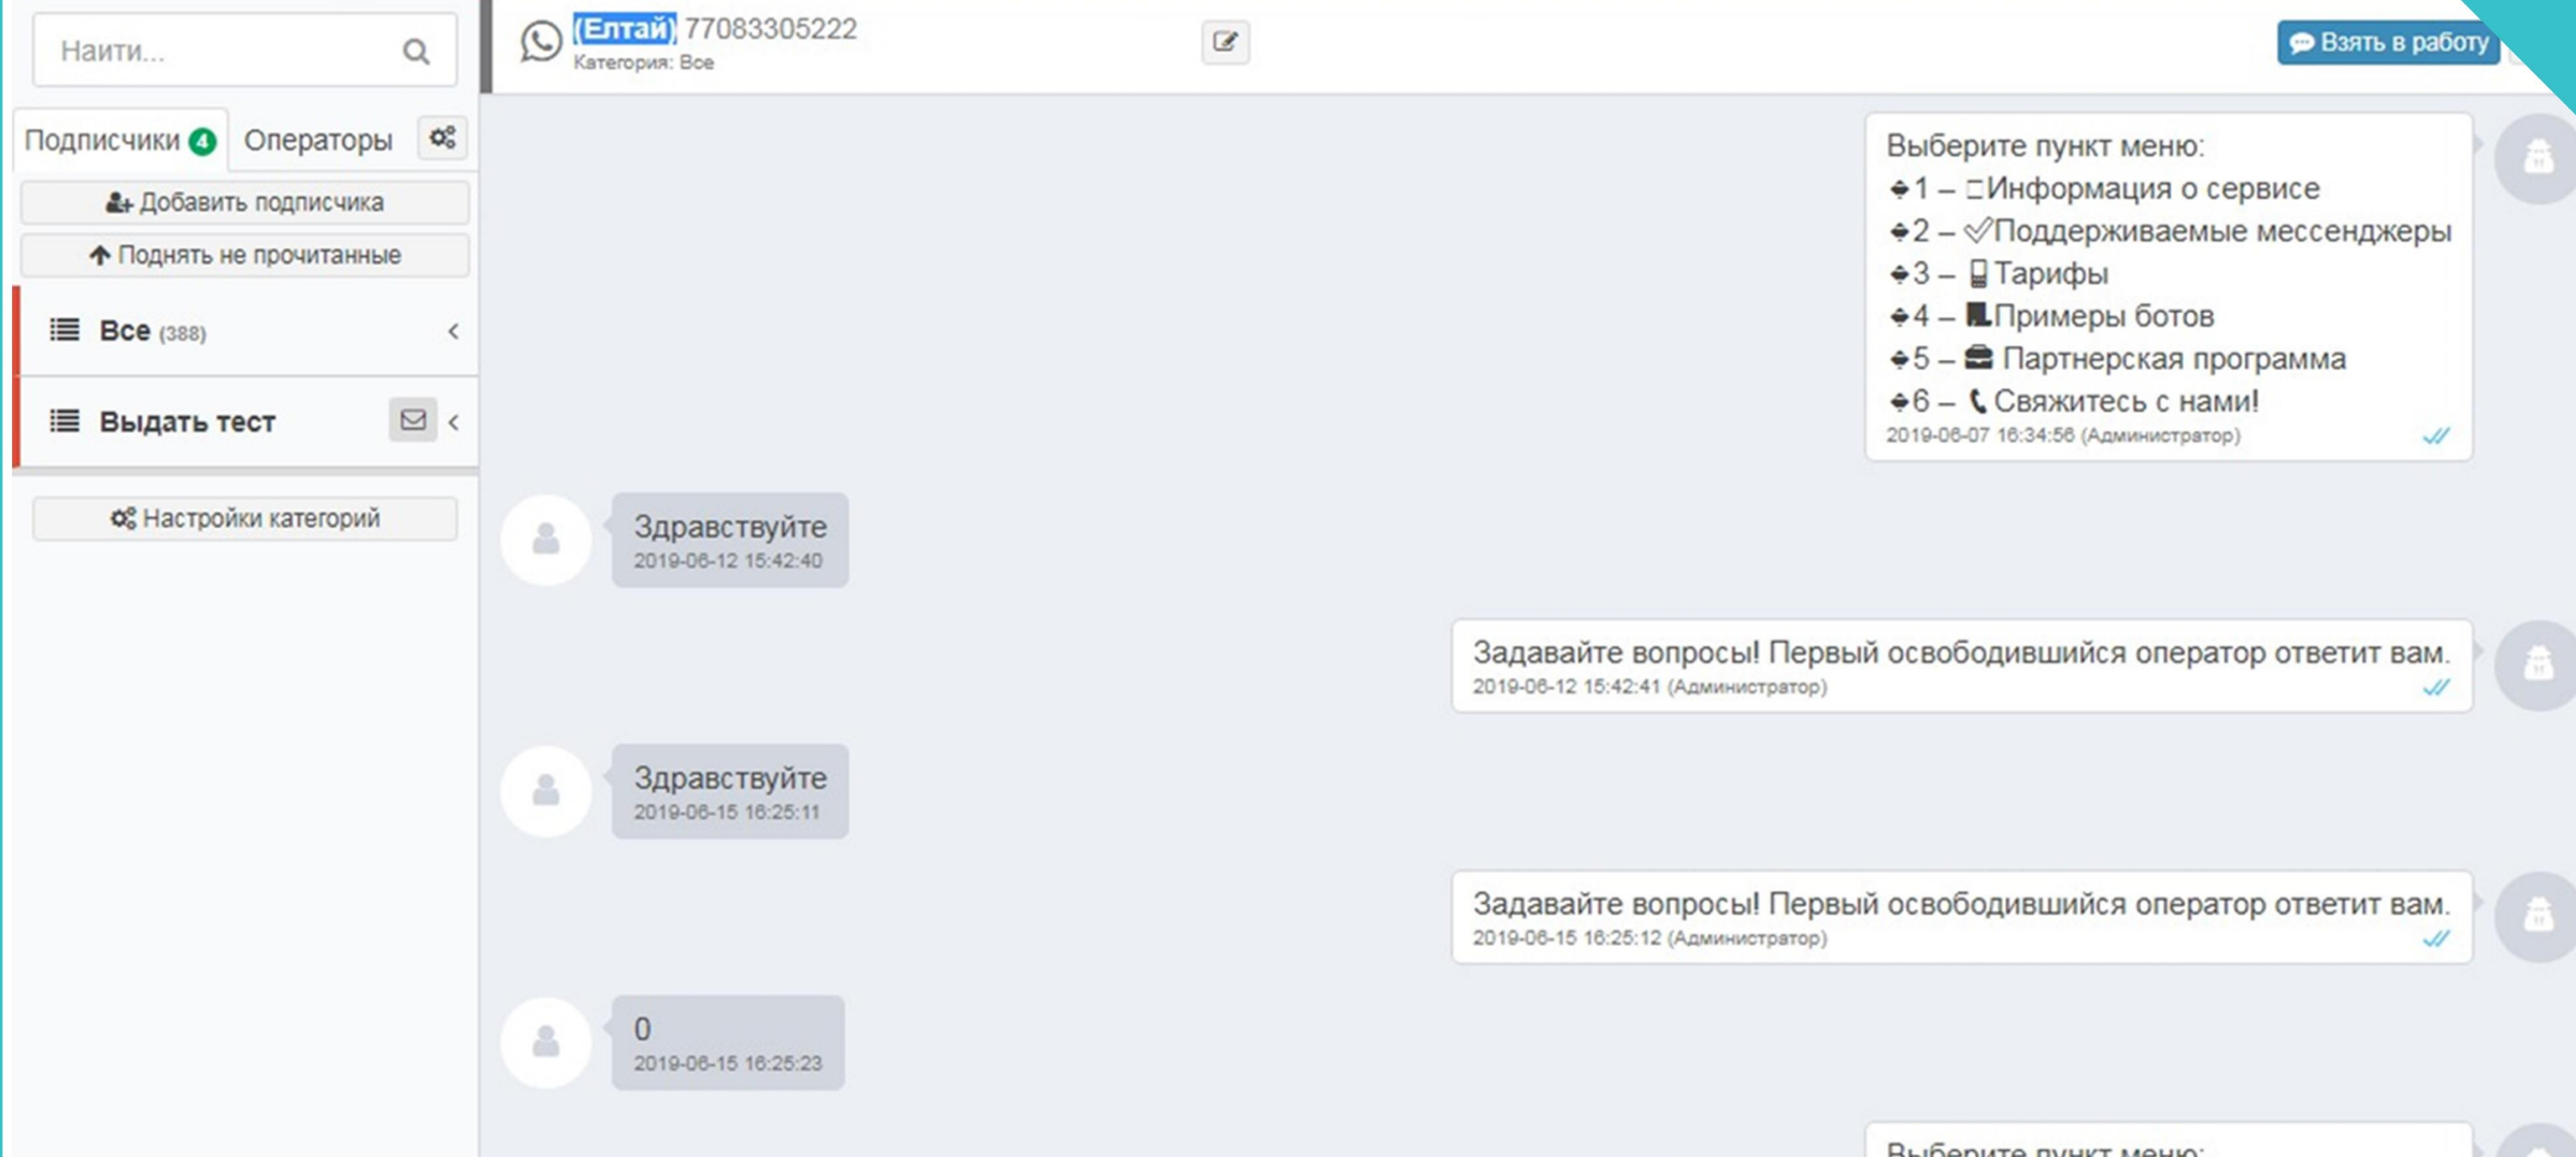 Наити...
Подписчики 4 Операторы
Добавить подписчика
Поднять не прочитанные
Все (388)
Выдать тест
Настройки категорий
(Елтай) 77083305222
Категория: Все
Взять в работу
Выберите пункт меню:
1 – Информация о сервисе
2 – Поддерживаемые мессенджеры
3 – Тарифы
4 – Примеры ботов
5 – Партнерская программа
6 – Свяжитесь с нами!
2019-06-07 16:34:56 (Администратор)
Здравствуйте
2019-06-12 15:42:40
Задавайте вопросы! Первый освободившийся оператор ответит вам.
2019-06-12 15:42:41 (Администратор)
Здравствуйте
2019-06-15 16:25:11
Задавайте вопросы! Первый освободившийся оператор ответит вам.
2019-06-15 16:25:12 (Администратор)
0
2019-06-15 16:25:23
Выберите пункт меню: